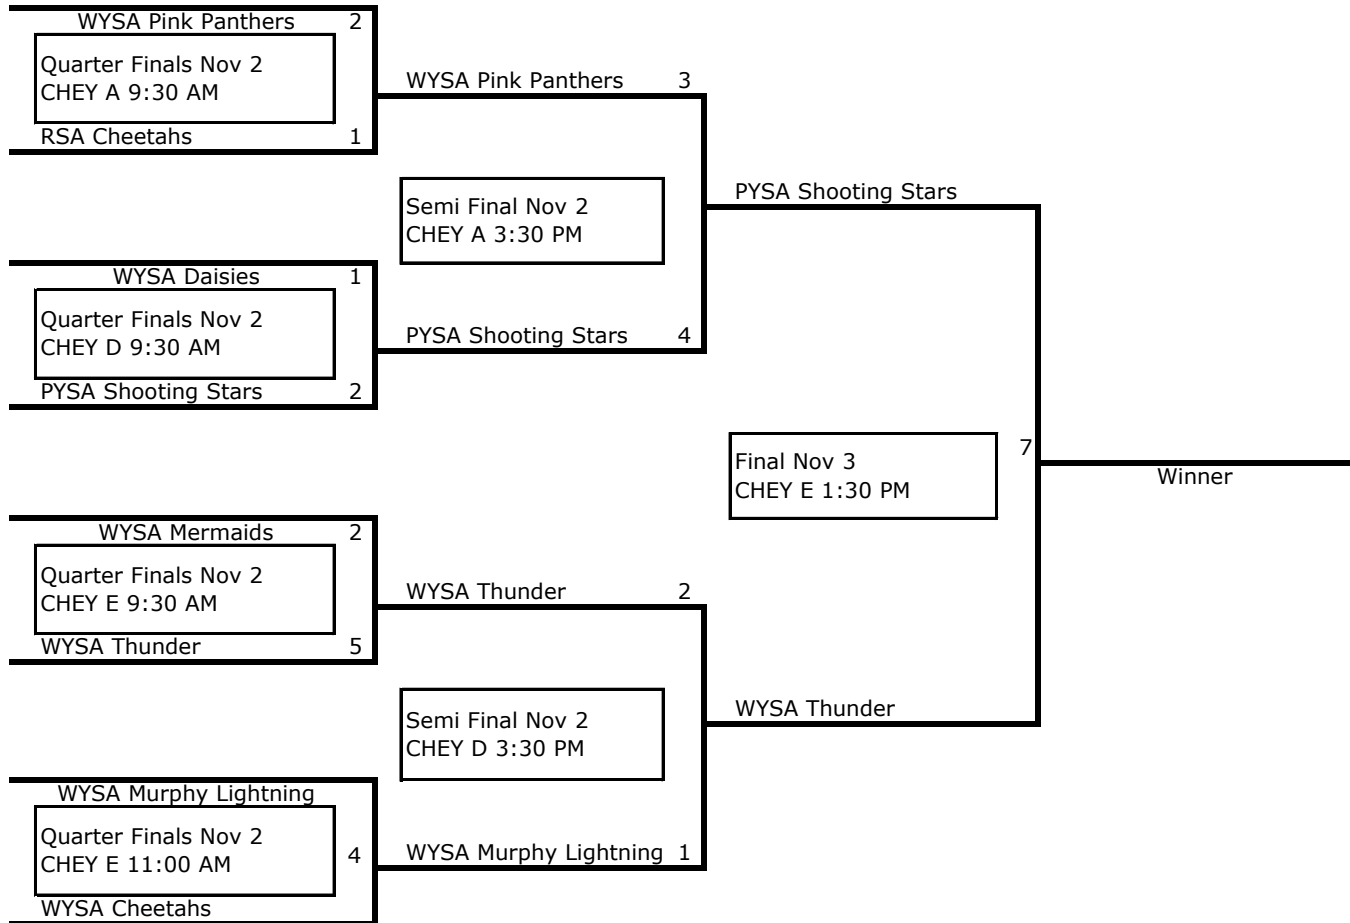 WYSA Pink Panthers 2
Quarter Finals Nov 2
CHEY A 9:30 AM
RSA Cheetahs 1
WYSA Pink Panthers 3
Semi Final Nov 2
CHEY A 3:30 PM
PYSA Shooting Stars
WYSA Daisies 1
Quarter Finals Nov 2
CHEY D 9:30 AM
PYSA Shooting Stars 2
PYSA Shooting Stars 4
Final Nov 3
CHEY E 1:30 PM
7
Winner
WYSA Mermaids 2
Quarter Finals Nov 2
CHEY E 9:30 AM
WYSA Thunder 5
WYSA Thunder 2
Semi Final Nov 2
CHEY D 3:30 PM
WYSA Thunder
WYSA Murphy Lightning
Quarter Finals Nov 2
CHEY E 11:00 AM
4
WYSA Cheetahs
WYSA Murphy Lightning 1